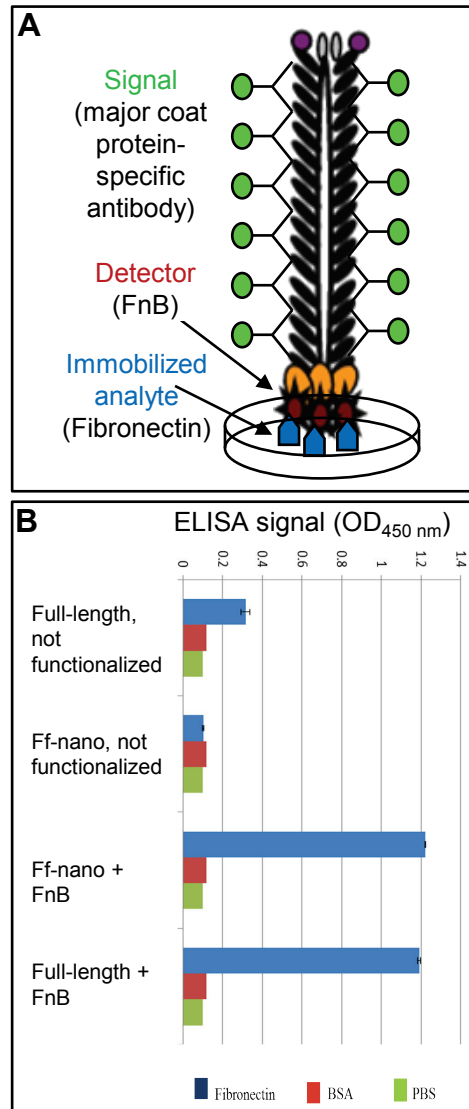 A
Signal
(major coat
protein-
specific
antibody)
Detector
(FnB)
Immobilized
analyte
(Fibronectin)
B
ELISA signal (OD450 nm)
0
0.2
0.4
0.6
0.8
1
1.2
1.4
Full-length,
not
functionalized
Ff-nano, not
functionalized
Ff-nano +
FnB
Full-length +
FnB
Fibronectin
BSA
PBS